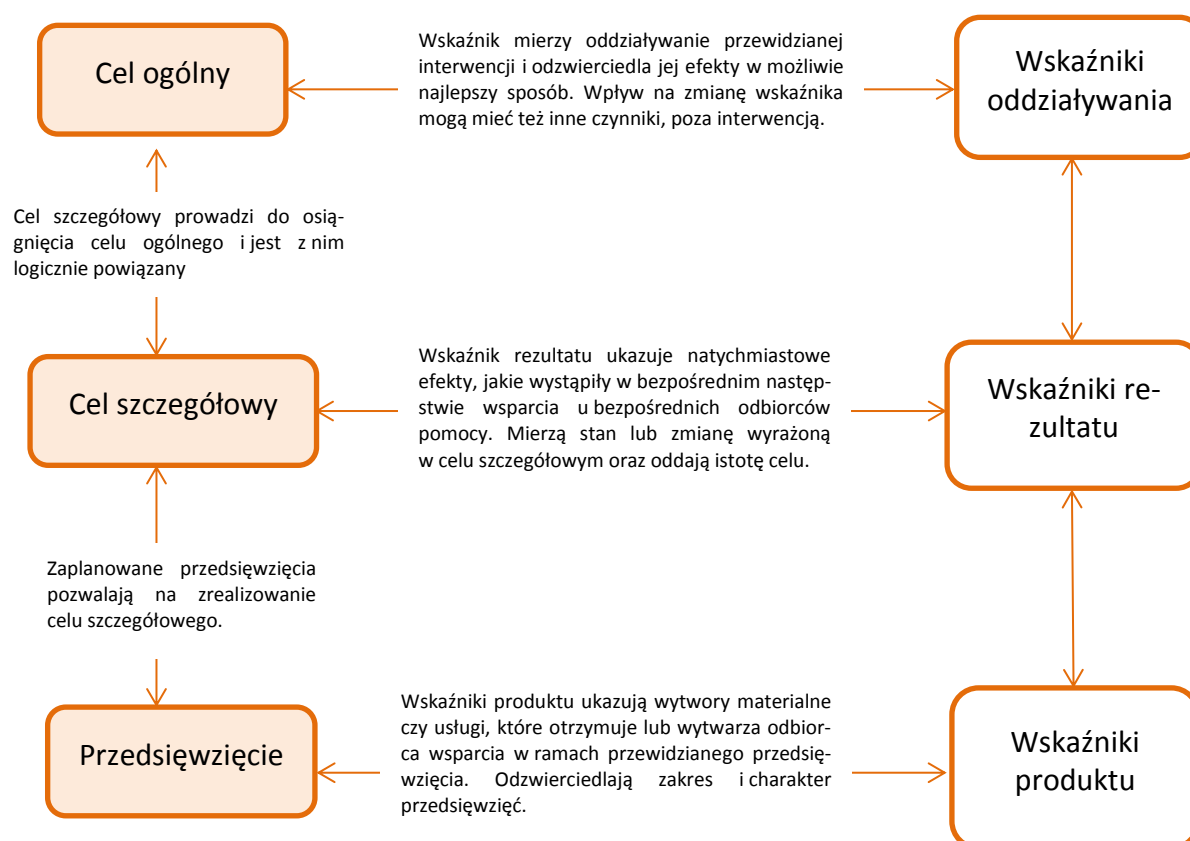 Cel ogólny
Wskaźnik mierzy oddziaływanie przewidzianej
interwencji i odzwierciedla jej efekty w możliwie
najlepszy sposób. Wpływ na zmianę wskaźnika
mogą mieć też inne czynniki, poza interwencją.
Wskaźniki
oddziaływania
Cel szczegółowy prowadzi do osią-
gnięcia celu ogólnego i jest z nim
logicznie powiązany
Cel szczegółowy
Wskaźnik rezultatu ukazuje natychmiastowe
efekty, jakie wystąpiły w bezpośrednim następ-
stwie wsparcia u bezpośrednich odbiorców
pomocy. Mierzą stan lub zmianę wyrażoną
w celu szczegółowym oraz oddają istotę celu.
Wskaźniki re-
zultatu
Zaplanowane przedsięwzięcia
pozwalają na zrealizowanie
celu szczegółowego.
Przedsięwzięcie
Wskaźniki produktu ukazują wytwory materialne
czy usługi, które otrzymuje lub wytwarza odbior-
ca wsparcia w ramach przewidzianego przedsię-
wzięcia. Odzwierciedlają zakres i charakter
przedsięwzięć.
Wskaźniki
produktu